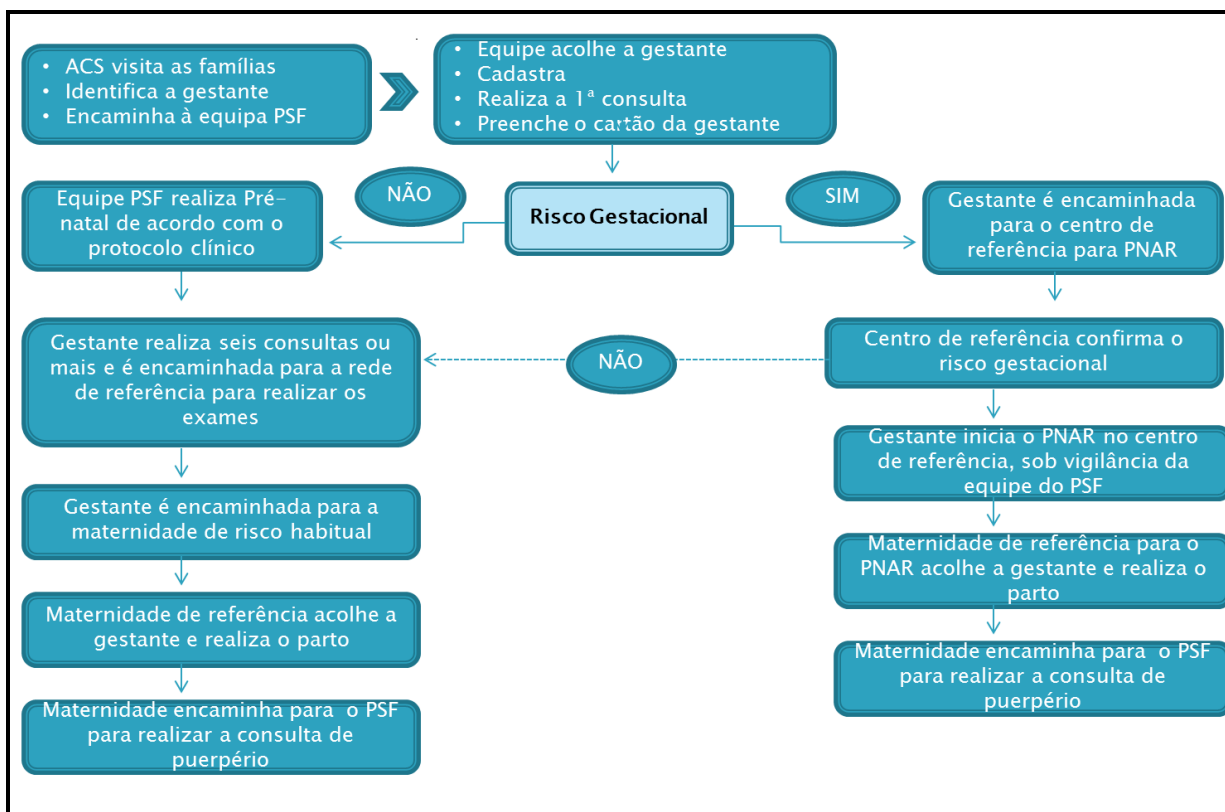 • ACS visita as famílias
• Identifica a gestante
• Encaminha à equipa PSF
• Equipe acolhe a gestante
• Cadastra
• Realiza a 1ª consulta
• Preenche o cartão da gestante
Equipe PSF realiza Pré-
natal de acordo com o
protocolo clínico
NÃO
Risco Gestacional
SIM
Gestante é encaminhada
para o centro de
referência para PNAR
Gestante realiza seis consultas ou
mais e é encaminhada para a rede
de referência para realizar os
exames
NÃO
Centro de referência confirma o
risco gestacional
Gestante inicia o PNAR no centro
de referência, sob vigilância da
equipe do PSF
Gestante é encaminhada para a
maternidade de risco habitual
Maternidade de referência para o
PNAR acolhe a gestante e realiza o
parto
Maternidade de referência acolhe a
gestante e realiza o parto
Maternidade encaminha para o PSF
para realizar a consulta de
puerpério
Maternidade encaminha para o PSF
para realizar a consulta de
puerpério